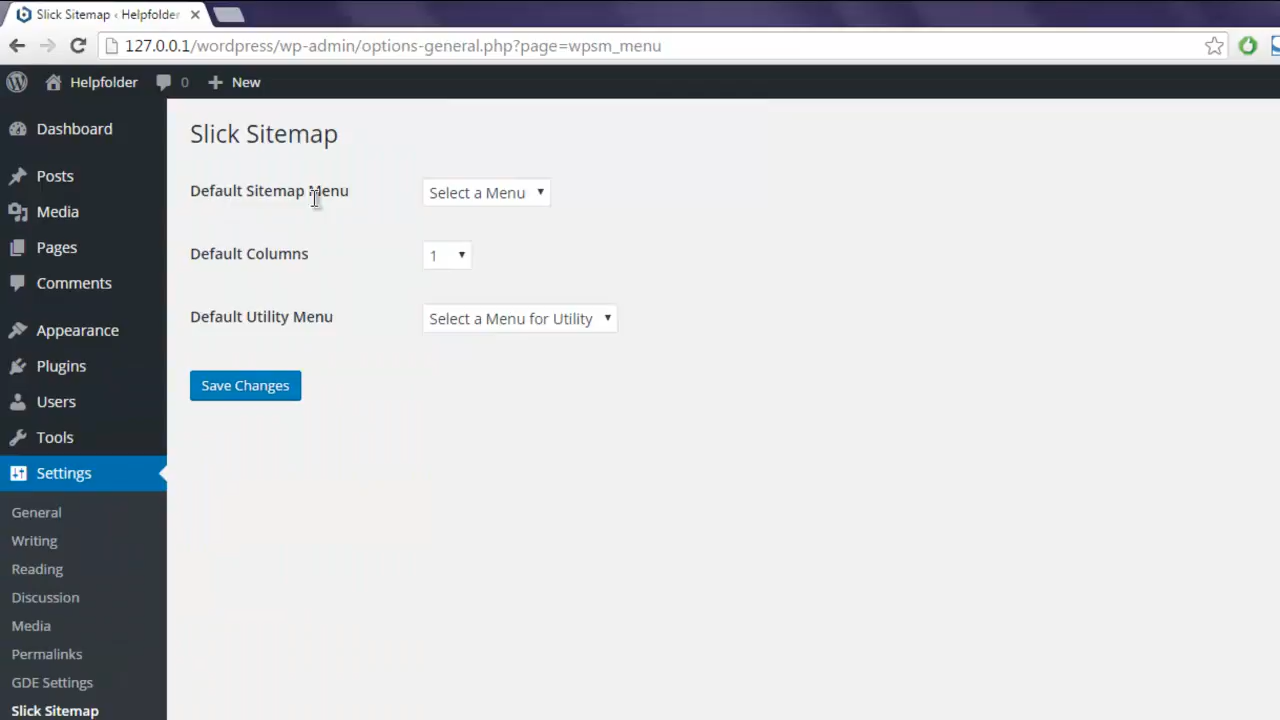 Slick Sitemap ‹ Helpfolder
127.0.0.1/wordpress/wp-admin/options-general.php?page=wpsm_menu
Helpfolder 0 New
Dashboard
Posts
Media
Pages
Comments
Appearance
Plugins
Users
Tools
Settings
General
Writing
Reading
Discussion
Media
Permalinks
GDE Settings
Slick Sitemap
Slick Sitemap
Default Sitemap Menu Select a Menu
Default Columns 1
Default Utility Menu Select a Menu for Utility
Save Changes